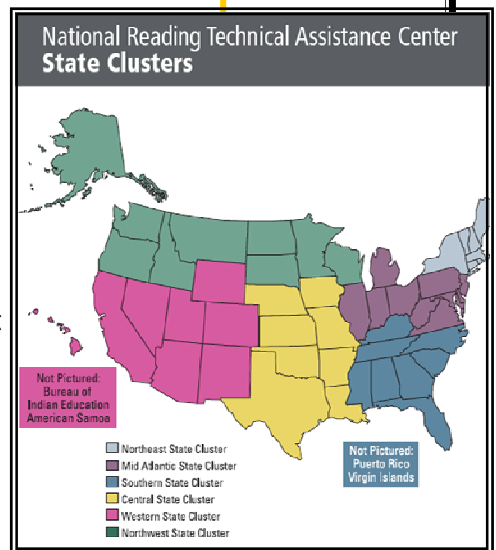 National Reading Technical Assistance Center
State Clusters
Not Pictured:
Bureau of
Indian Education
American Samoa
Northeast State Cluster
Mid Atlantic State Cluster
Southern State Cluster
Central State Cluster
Western State Cluster
Northwest State Cluster
Not Pictured:
Puerto Rico
Virgin Islands